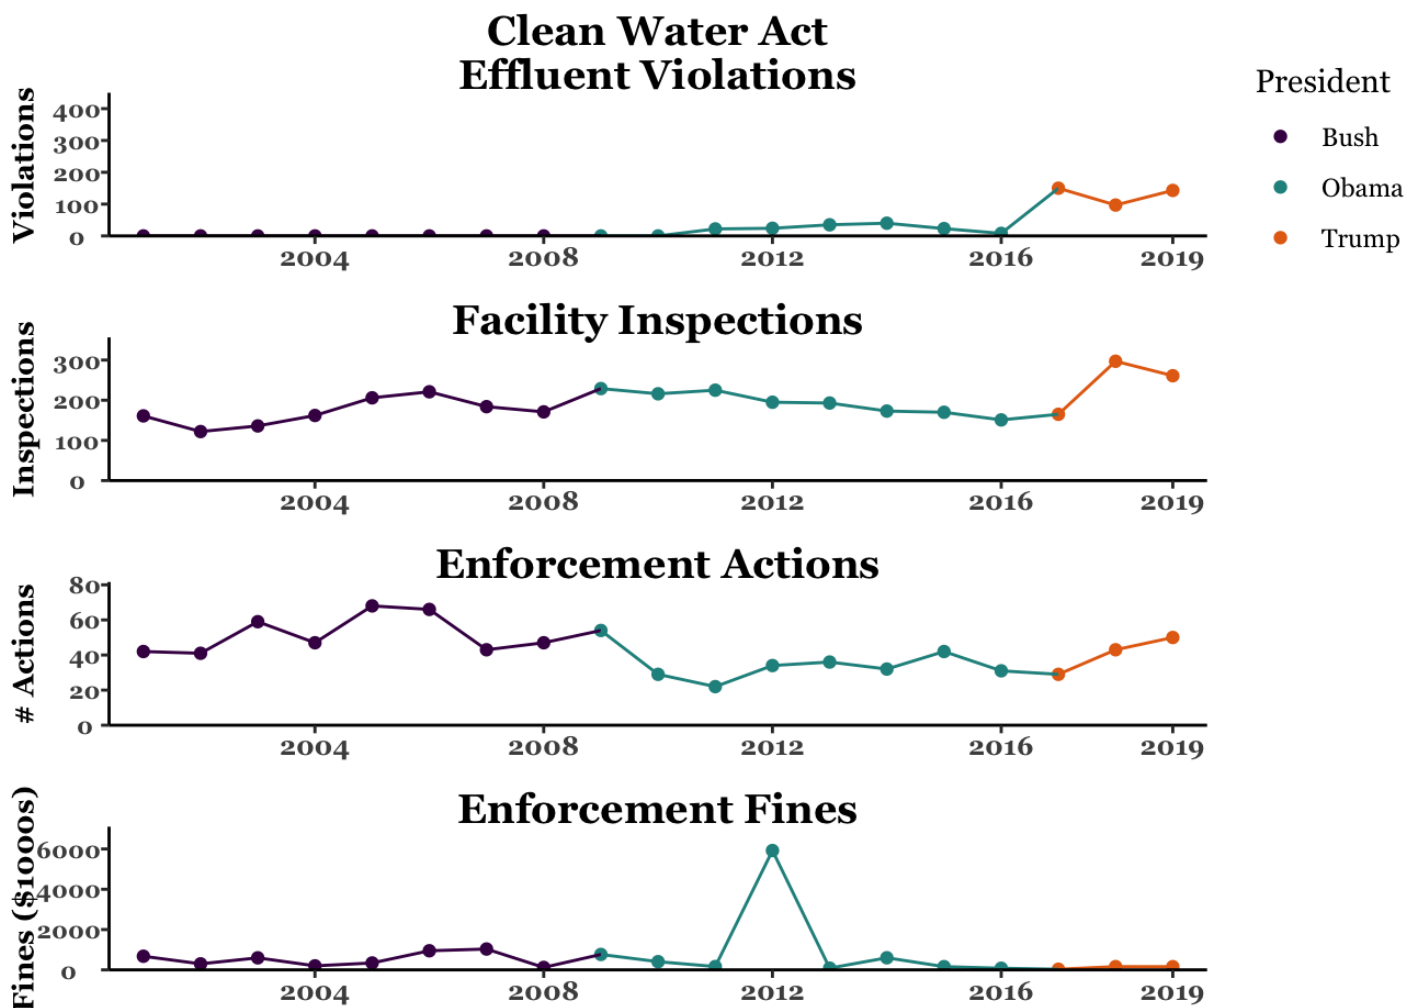 Clean Water Act
Effluent Violations
President
Bush
Obama
Trump
Violations
400
300
200
100
0
2004 2008 2012 2016 2019
Facility Inspections
Inspections
300
200
100
0
2004 2008 2012 2016 2019
Enforcement Actions
# Actions
80
60
40
20
0
2004 2008 2012 2016 2019
Enforcement Fines
Fines ($1000s)
6000
4000
2000
0
2004 2008 2012 2016 2019